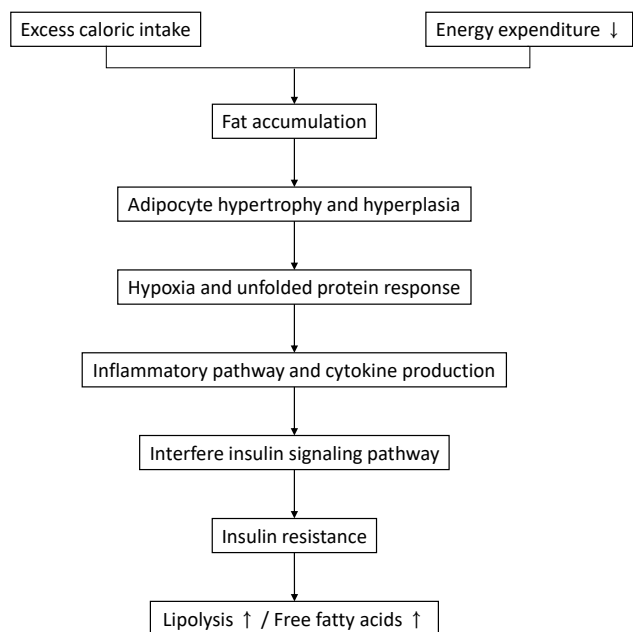 Excess caloric intake
Energy expenditure ↓
Fat accumulation
Adipocyte hypertrophy and hyperplasia
Hypoxia and unfolded protein response
Inflammatory pathway and cytokine production
Interfere insulin signaling pathway
Insulin resistance
Lipolysis ↑ / Free fatty acids ↑